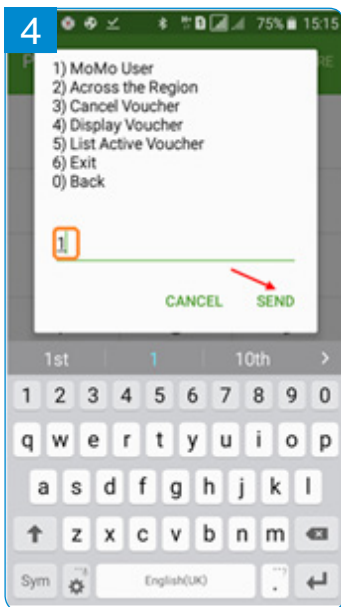 4
75% 15:15
1) MoMo User
2) Across the Region
3) Cancel Voucher
4) Display Voucher
5) List Active Voucher
6) Exit
0) Back
1
CANCEL SEND
1st 1 10th >
1 2 3 4 5 6 7 8 9 0
q w e r t y u i o p
a s d f g h j k l
z x c v b n m
Sym English(UK) .